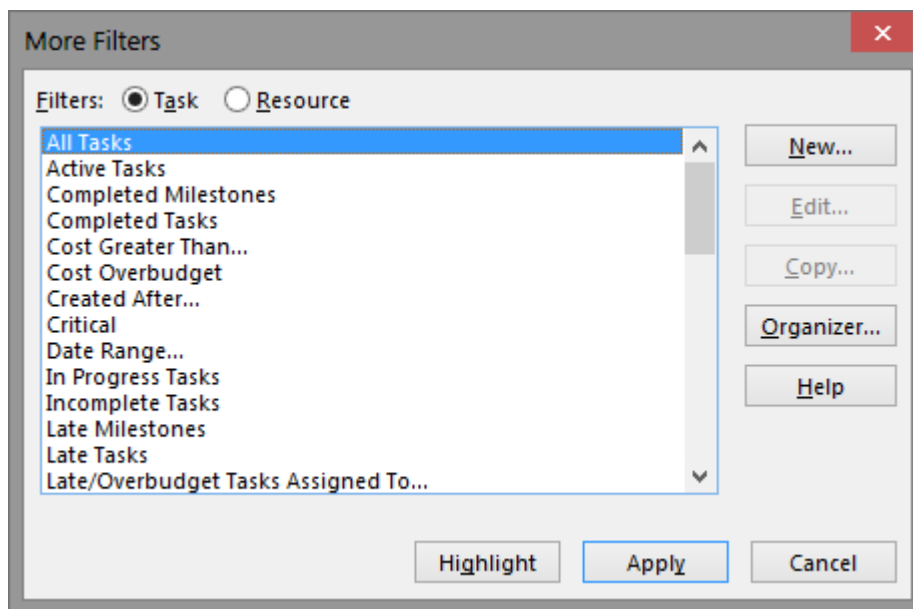 More Filters
Filters: Task Resource
All Tasks
Active Tasks
Completed Milestones
Completed Tasks
Cost Greater Than...
Cost Overbudget
Created After...
Critical
Date Range...
In Progress Tasks
Incomplete Tasks
Late Milestones
Late Tasks
Late/Overbudget Tasks Assigned To...
New...
Edit...
Copy...
Organizer...
Help
Highlight Apply Cancel